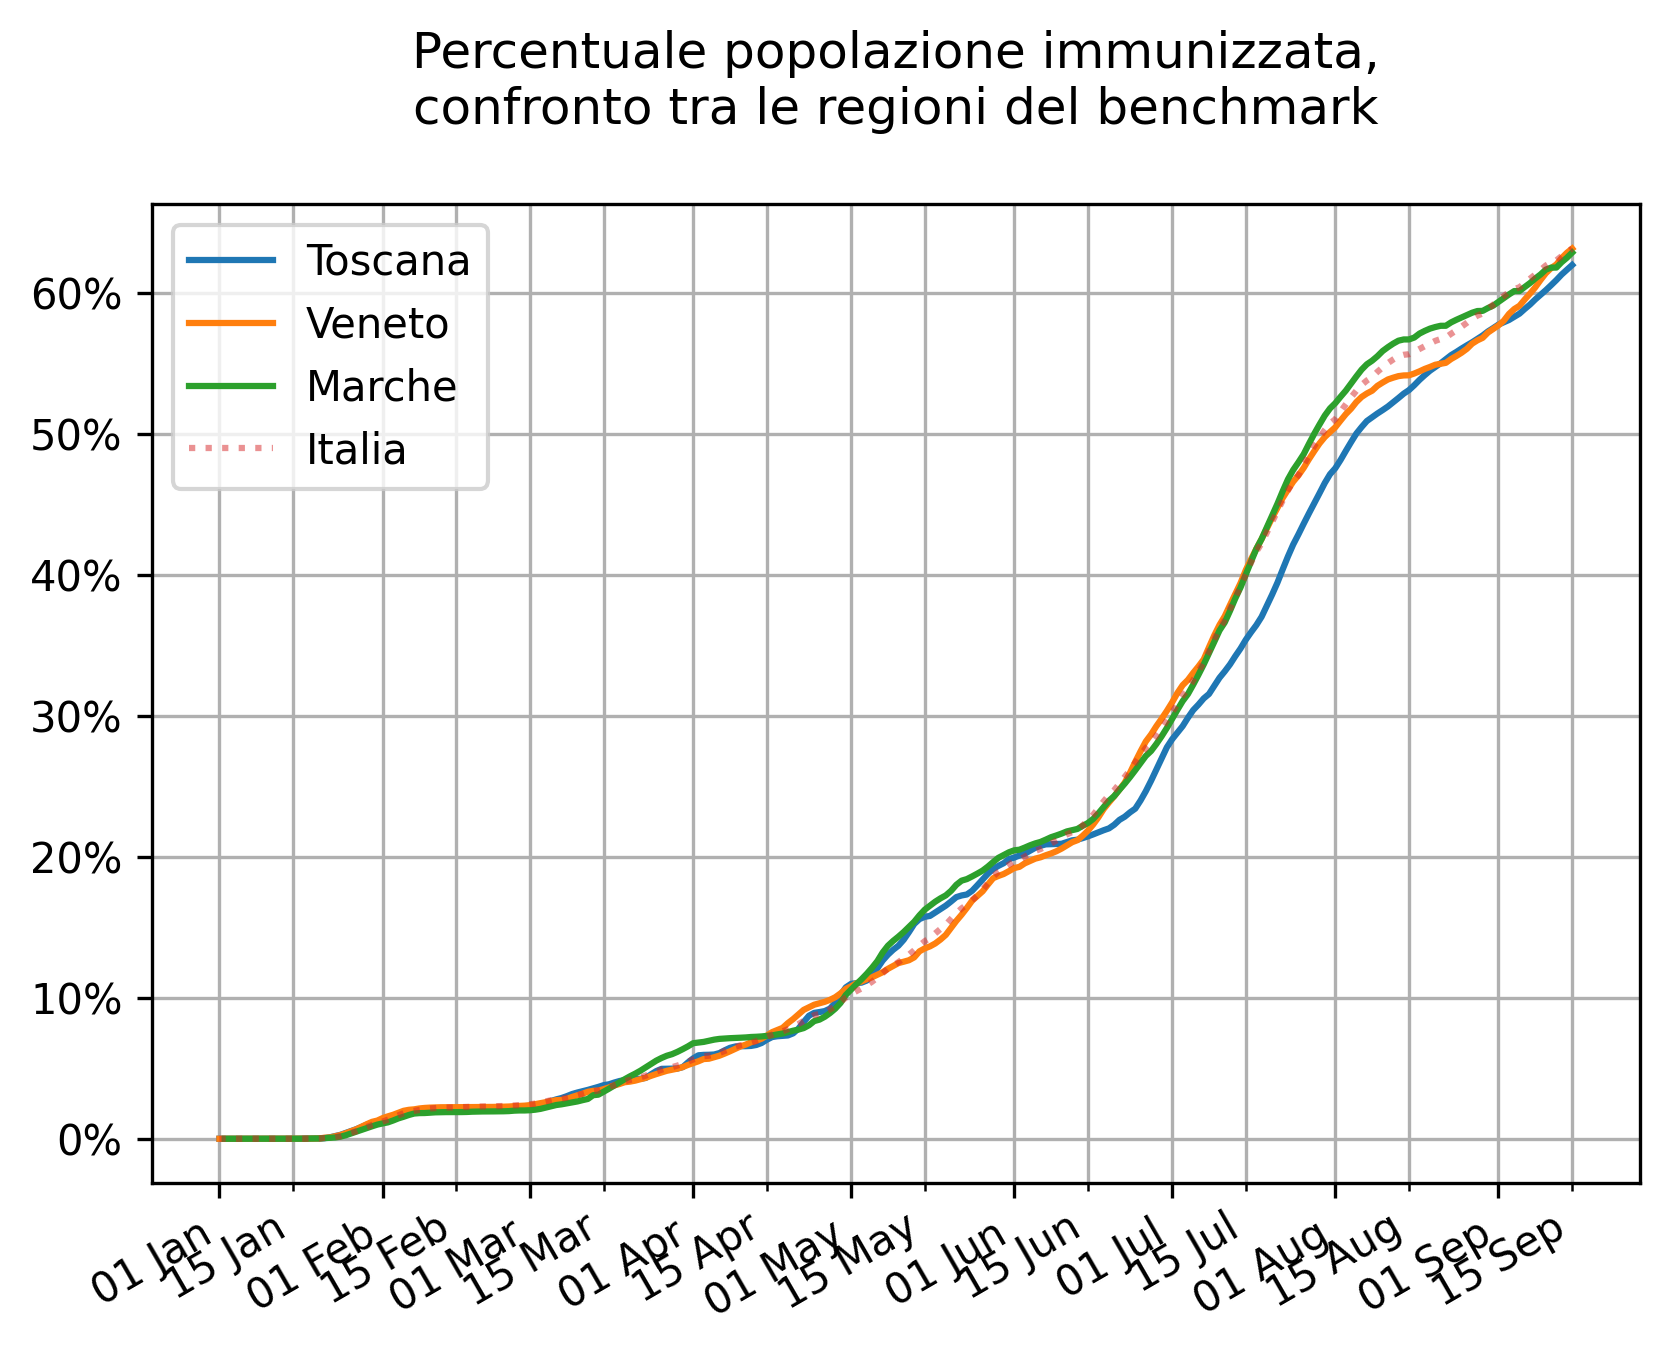 Percentuale popolazione immunizzata,
confronto tra le regioni del benchmark
Toscana
Veneto
Marche
Italia
60%
50%
40%
30%
20%
10%
0%
01 Jan
15 Jan
01 Feb
15 Feb
01 Mar
15 Mar
01 Apr
15 Apr
01 May
15 May
01 Jun
15 Jun
01 Jul
15 Jul
01 Aug
15 Aug
01 Sep
15 Sep